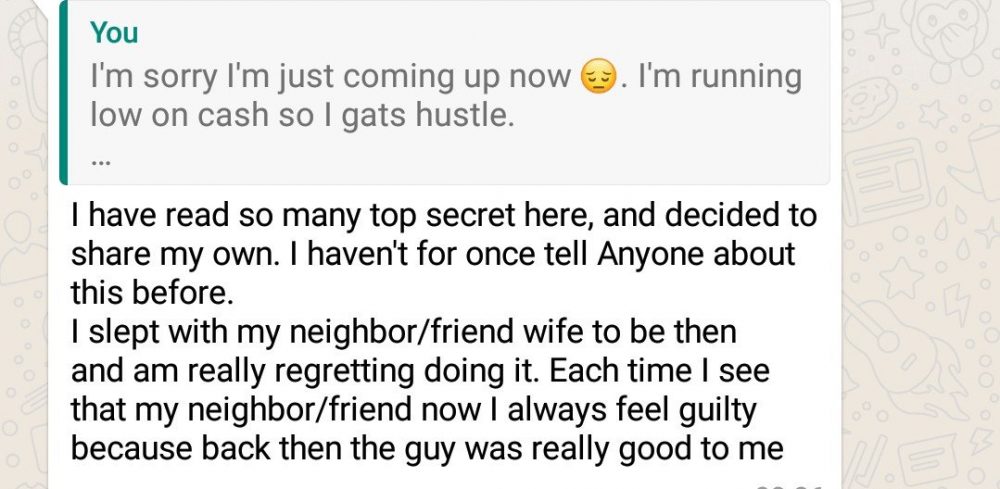 You
I'm sorry I'm just coming up now 😔. I'm running
low on cash so I gats hustle.
...
I have read so many top secret here, and decided to
share my own. I haven't for once tell Anyone about
this before.
I slept with my neighbor/friend wife to be then
and am really regretting doing it. Each time I see
that my neighbor/friend now I always feel guilty
because back then the guy was really good to me